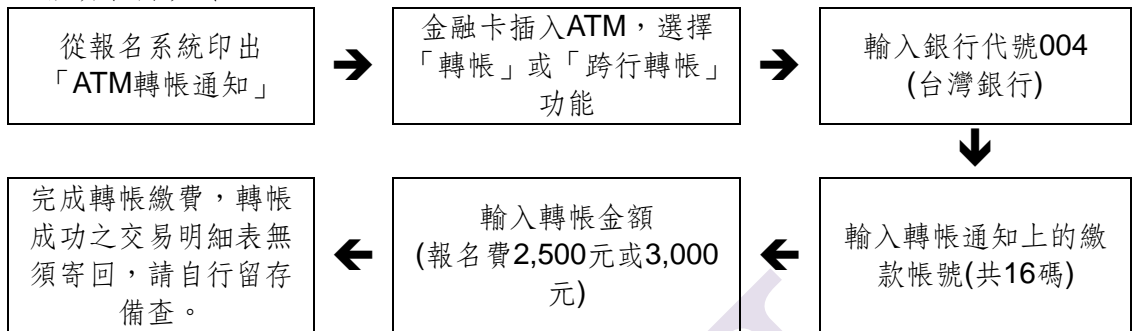 從報名系統印出
「ATM轉帳通知」
金融卡插入ATM，選擇
「轉帳」或「跨行轉帳」
功能
輸入銀行代號004
(台灣銀行)
輸入轉帳通知上的繳
款帳號(共16碼)
輸入轉帳金額
(報名費2,500元或3,000
元)
完成轉帳繳費，轉帳
成功之交易明細表無
須寄回，請自行留存
備查。